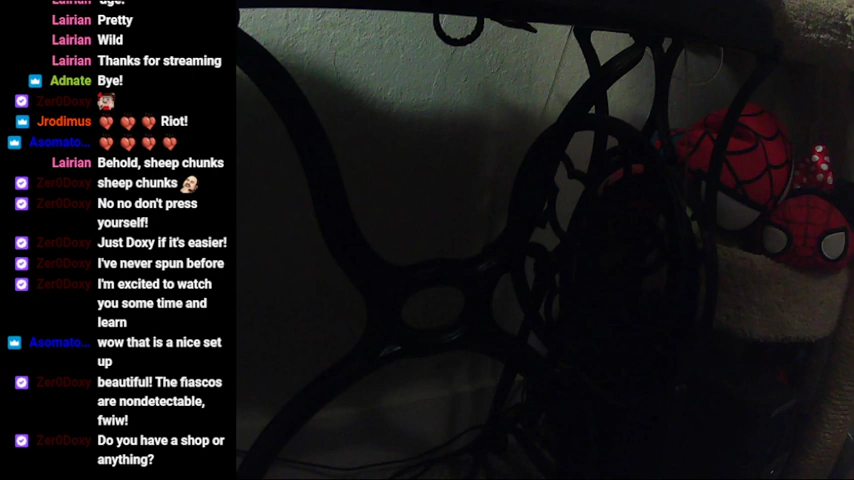 Lairian Pretty
Lairian Wild
Lairian Thanks for streaming
Adnate Bye!
Zer0Doxy
Jrodimus Riot!
Asomato...
Lairian Behold, sheep chunks
Zer0Doxy sheep chunks
Zer0Doxy No no don't press
yourself!
Zer0Doxy Just Doxy if it's easier!
Zer0Doxy I've never spun before
Zer0Doxy I'm excited to watch
you some time and
learn
Asomato... wow that is a nice set
up
Zer0Doxy beautiful! The fiascos
are nondetectable,
fwiw!
Zer0Doxy Do you have a shop or
anything?